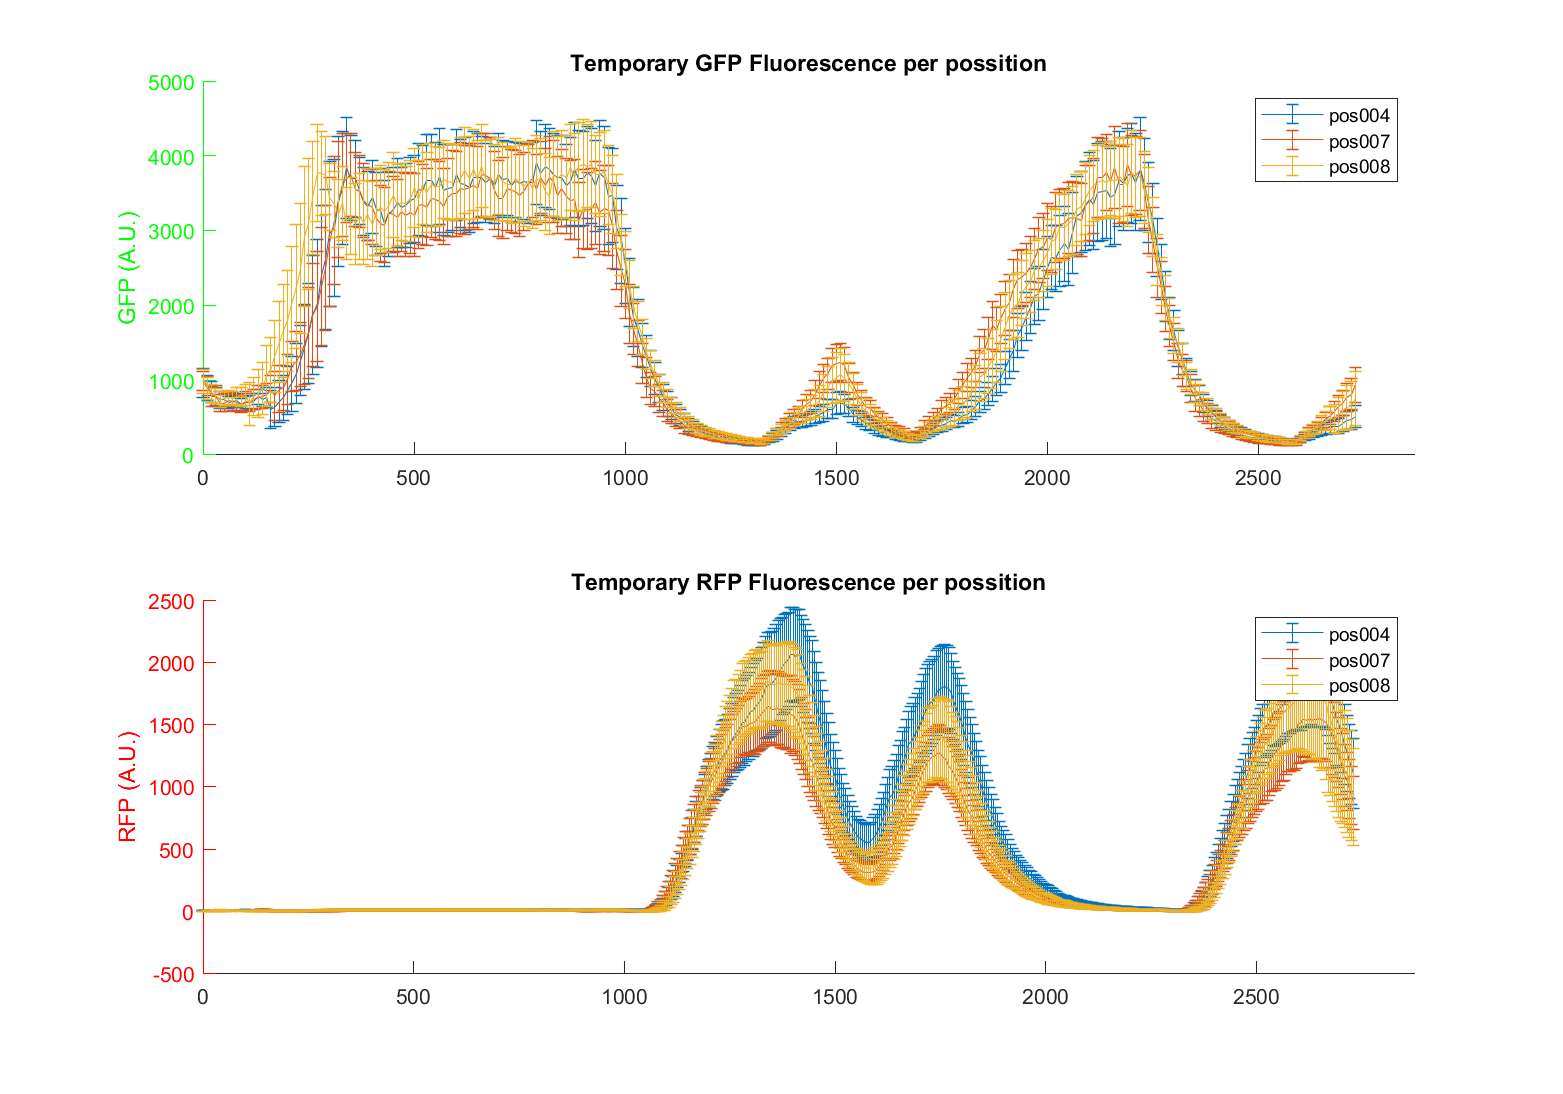 Temporary GFP Fluorescence per possition
5000
4000
3000
2000
1000
0
GFP (A.U.)
0 500 1000 1500 2000 2500
pos004
pos007
pos008
Temporary RFP Fluorescence per possition
2500
2000
1500
1000
500
0
-500
RFP (A.U.)
0 500 1000 1500 2000 2500
pos004
pos007
pos008